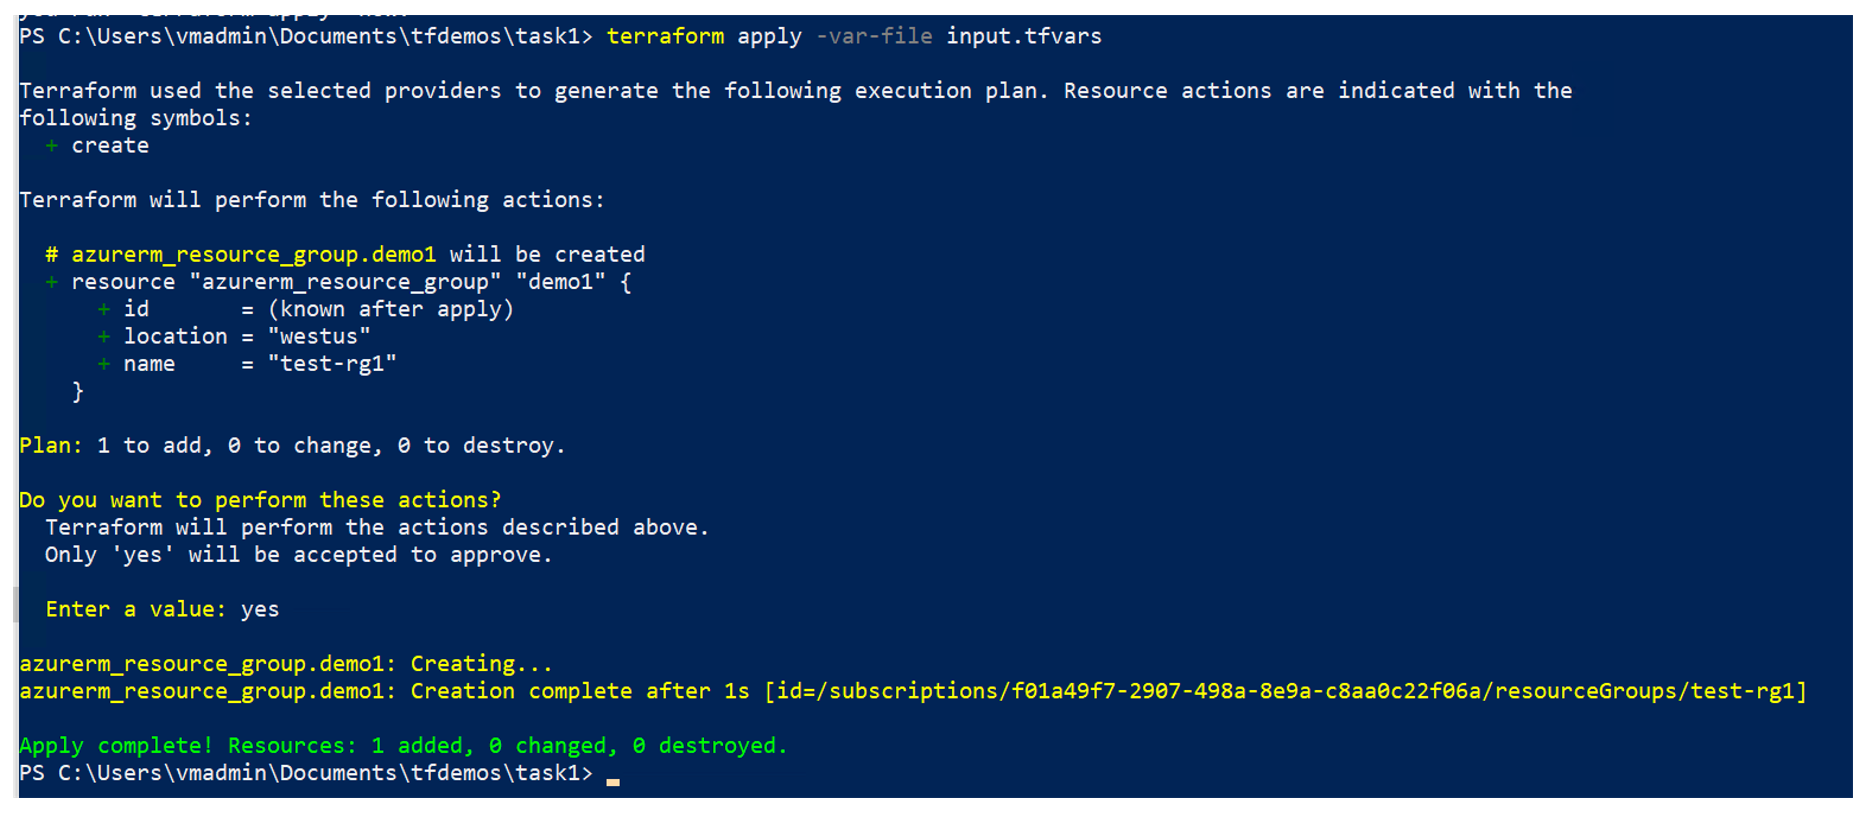 PS C:\Users\vmadmin\Documents\tfdemos\task1> terraform apply -var-file input.tfvars
Terraform used the selected providers to generate the following execution plan. Resource actions are indicated with the
following symbols:
+ create
Terraform will perform the following actions:
# azurerm_resource_group.demo1 will be created
+ resource "azurerm_resource_group" "demo1" {
+ id       = (known after apply)
+ location = "westus"
+ name     = "test-rg1"
}
Plan: 1 to add, 0 to change, 0 to destroy.
Do you want to perform these actions?
Terraform will perform the actions described above.
Only 'yes' will be accepted to approve.
Enter a value: yes
azurerm_resource_group.demo1: Creating...
azurerm_resource_group.demo1: Creation complete after 1s [id=/subscriptions/f01a49f7-2907-498a-8e9a-c8aa0c22f06a/resourceGroups/test-rg1]
Apply complete! Resources: 1 added, 0 changed, 0 destroyed.
PS C:\Users\vmadmin\Documents\tfdemos\task1>